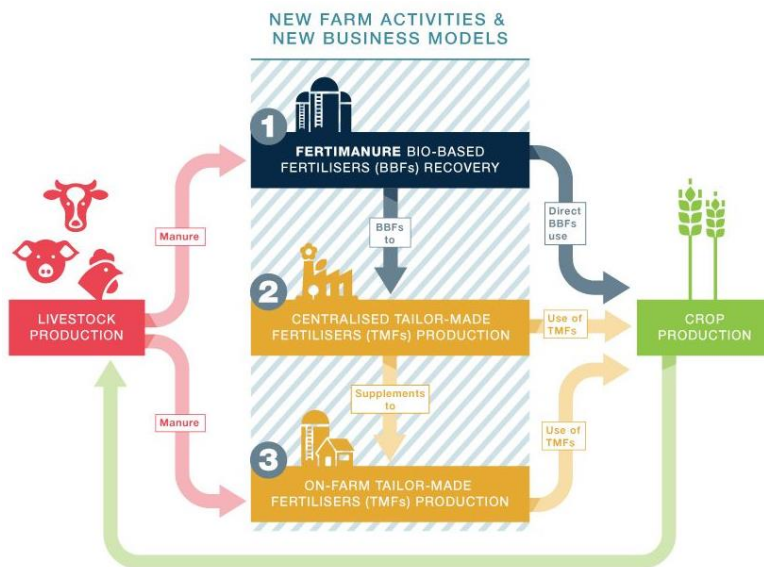 NEW FARM ACTIVITIES &
NEW BUSINESS MODELS
1
FERTIMANURE BIO-BASED
FERTILISERS (BBFs) RECOVERY
Manure
BBFs
to
Direct
BBFs
use
2
LIVESTOCK
PRODUCTION
CENTRALISED TAILOR-MADE
FERTILISERS (TMFs) PRODUCTION
Use of
TMFs
CROP
PRODUCTION
Manure
Supplements
to
Use of
TMFs
3
ON-FARM TAILOR-MADE
FERTILISERS (TMFs) PRODUCTION